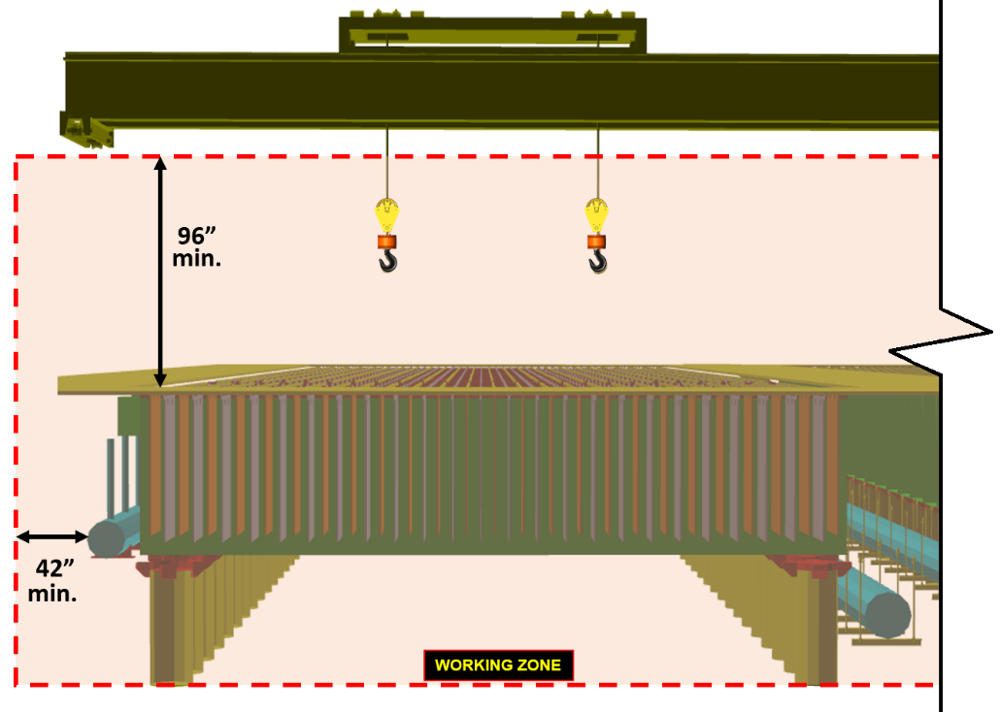 96”
min.
42”
min.
WORKING ZONE